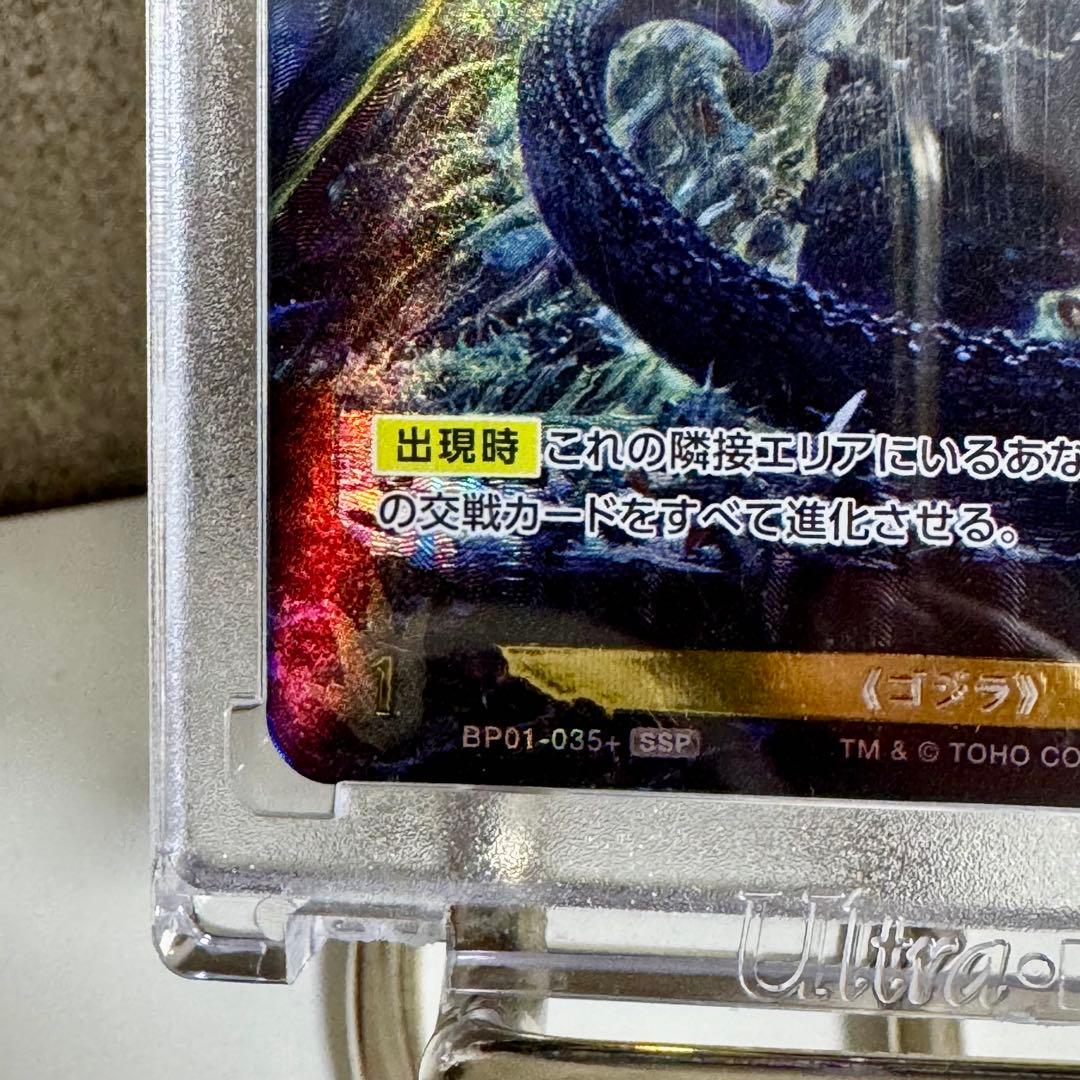 出現時 これの隣接エリアにいるあな
の交戦カードをすべて進化させる。
1
《ゴジラ》
BP01-035+ SSP
TM & © TOHO CO
Ultra